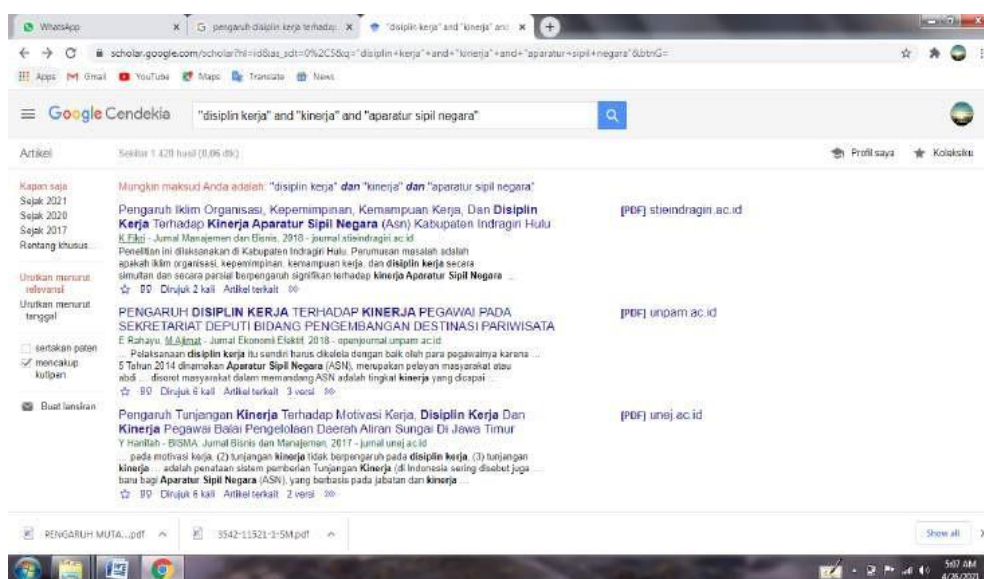 WhatsApp
pengaruh disiplin kerja terhadap
"disiplin kerja" and "kinerja" and
scholar.google.com/scholar?hl=id&as_sdt=0%2C5&q="disiplin+kerja"+and+"kinerja"+and+"aparatur+sipil+negara"&btnG=
Apps Gmail YouTube Maps Translate News
Google Cendekia
"disiplin kerja" and "kinerja" and "aparatur sipil negara"
Artikel
Sekitar 1.420 hasil (0,06 dtk)
Profil saya
Koleksiku
Kapan saja
Sejak 2021
Sejak 2020
Sejak 2017
Rentang khusus...
Urutkan menurut
relevansi
Urutkan menurut
tanggal
sertakan paten
mencakup
kutipan
Buat lansiran
Mungkin maksud Anda adalah: "disiplin kerja" dan "kinerja" dan "aparatur sipil negara"
Pengaruh Iklim Organisasi, Kepemimpinan, Kemampuan Kerja, Dan Disiplin
Kerja Terhadap Kinerja Aparatur Sipil Negara (Asn) Kabupaten Indragiri Hulu
K Fikri - Jurnal Manajemen dan Bisnis, 2018 - journal.stieindragiri.ac.id
Penelitian ini dilaksanakan di Kabupaten Indragiri Hulu. Perumusan masalah adalah
apakah iklim organisasi, kepemimpinan, kemampuan kerja, dan disiplin kerja secara
simultan dan secara parsial berpengaruh signifikan terhadap kinerja Aparatur Sipil Negara ...
Dirujuk 2 kali Artikel terkait
[PDF] stieindragiri.ac.id
PENGARUH DISIPLIN KERJA TERHADAP KINERJA PEGAWAI PADA
SEKRETARIAT DEPUTI BIDANG PENGEMBANGAN DESTINASI PARIWISATA
E Rahayu, M Ajimat - Jurnal Ekonomi Efektif, 2018 - openjournal.unpam.ac.id
... Pelaksanaan disiplin kerja itu sendiri harus dikelola dengan baik oleh para pegawainya karena ...
5 Tahun 2014 dinamakan Aparatur Sipil Negara (ASN), merupakan pelayan masyarakat atau
abdi ... disorot masyarakat dalam memandang ASN adalah tingkat kinerja yang dicapai ...
Dirujuk 6 kali Artikel terkait 3 versi
[PDF] unpam.ac.id
Pengaruh Tunjangan Kinerja Terhadap Motivasi Kerja, Disiplin Kerja Dan
Kinerja Pegawai Balai Pengelolaan Daerah Aliran Sungai Di Jawa Timur
Y Hanifah - BISMA: Jurnal Bisnis dan Manajemen, 2017 - jurnal.unej.ac.id
... pada motivasi kerja, (2) tunjangan kinerja tidak berpengaruh pada disiplin kerja, (3) tunjangan
kinerja ... adalah penataan sistem pemberian Tunjangan Kinerja (di Indonesia sering disebut juga ...
baru bagi Aparatur Sipil Negara (ASN), yang berbasis pada jabatan dan kinerja ...
Dirujuk 6 kali Artikel terkait 2 versi
[PDF] unej.ac.id
PENGARUH MUTA....pdf
3542-11521-1-SM.pdf
Show all
5:07 AM
4/26/2021